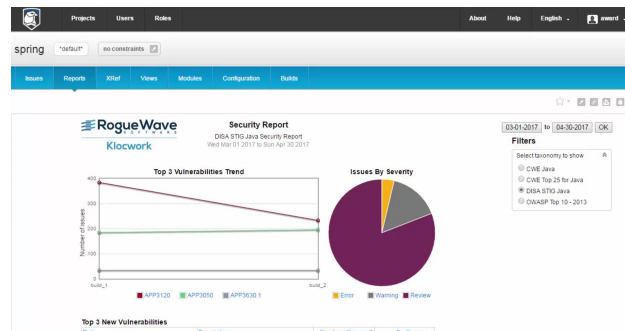 Projects Users Roles About Help English award
spring *default* no constraints
Issues Reports XRef Views Modules Configuration Builds
RogueWave
SOFTWARE
Klocwork
Security Report
DISA STIG Java Security Report
Wed Mar 01 2017 to Sun Apr 30 2017
03-01-2017 to 04-30-2017 OK
Filters
Select taxonomy to show
CWE Java
CWE Top 25 for Java
DISA STIG Java
OWASP Top 10 - 2013
Top 3 Vulnerabilities Trend
Number of Issues
400
300
200
100
0
build_1 build_2
APP3120 APP3050 APP3630.1
Issues By Severity
Error Warning Review
Top 3 New Vulnerabilities